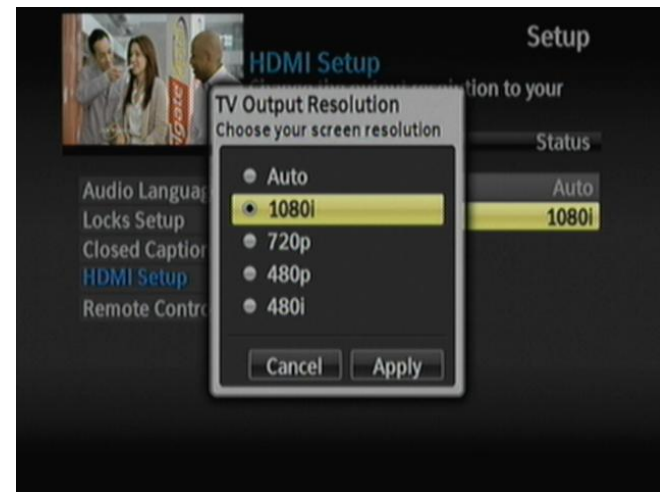 Setup
HDMI Setup
tion to your
TV Output Resolution
Choose your screen resolution
Status
Auto
1080i
720p
480p
480i
Cancel Apply
Audio Languag
Auto
Locks Setup
1080i
Closed Caption
HDMI Setup
Remote Contro